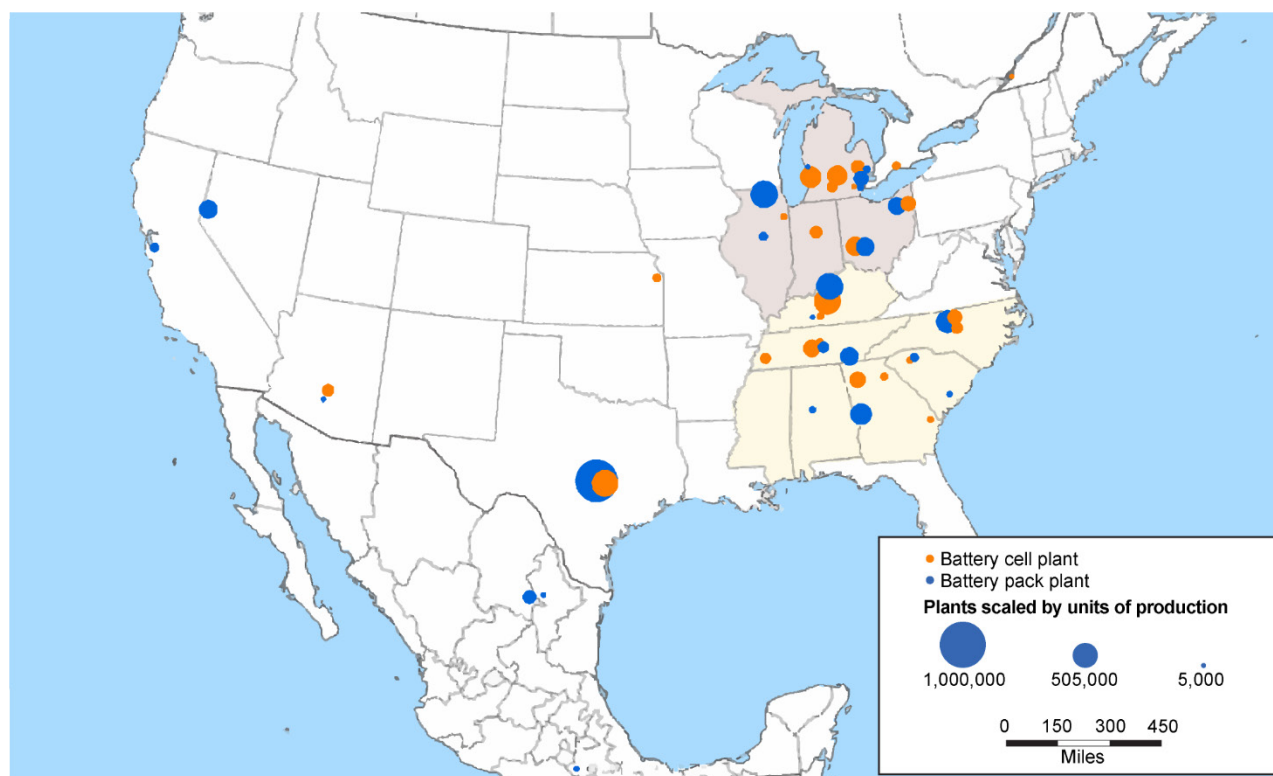 Battery cell plant
Battery pack plant
Plants scaled by units of production
1,000,000 505,000 5,000
0 150 300 450
Miles